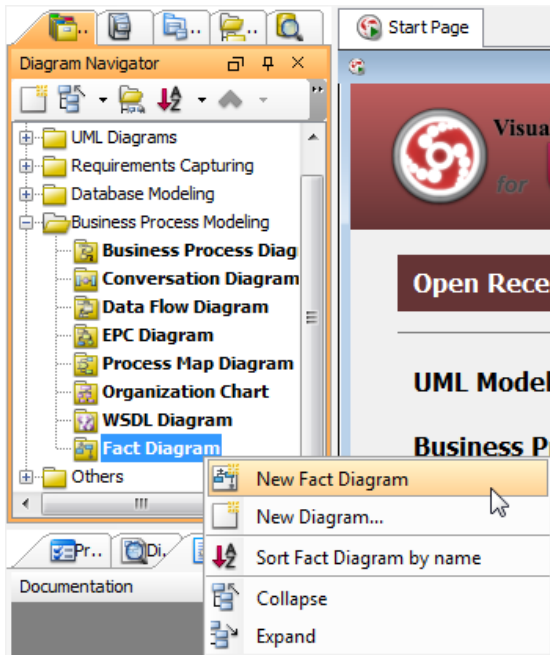 Start Page
Diagram Navigator
UML Diagrams
Requirements Capturing
Database Modeling
Business Process Modeling
Business Process Diag
Conversation Diagram
Data Flow Diagram
EPC Diagram
Process Map Diagram
Organization Chart
WSDL Diagram
Fact Diagram
Others
Visua
for
Open Rece
UML Model
Business P
New Fact Diagram
New Diagram...
Sort Fact Diagram by name
Collapse
Expand
Pr..
Di,
Documentation